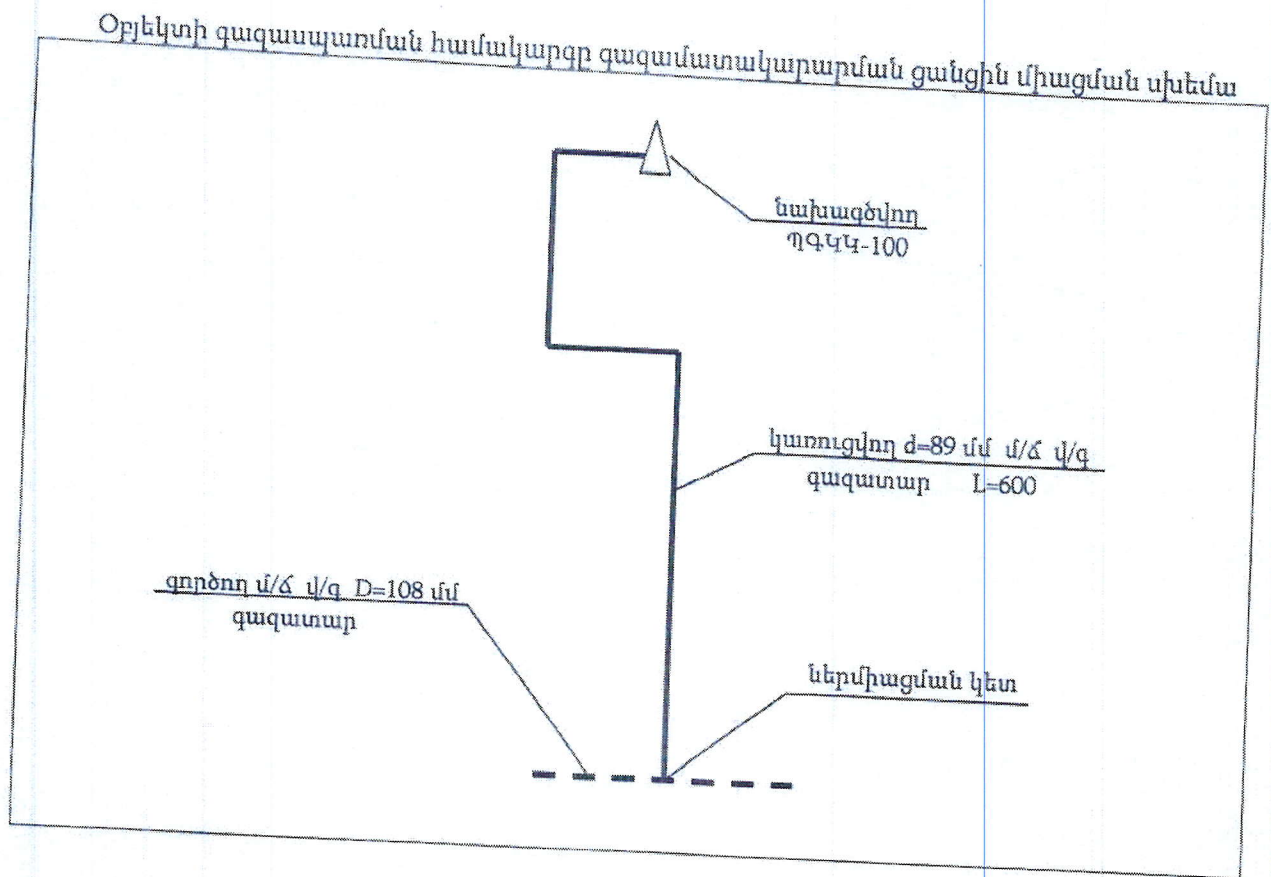 Օբյեկտի գազասպառման համակարգը գազամատակարարման ցանցին միացման սխեմա
նախագծվող
ՊԳԿԿ-100
կառուցվող d=89 մմ մ/ճ վ/գ
գազատար L=600
գործող մ/ճ վ/գ D=108 մմ
գազատար
ներմիացման կետ